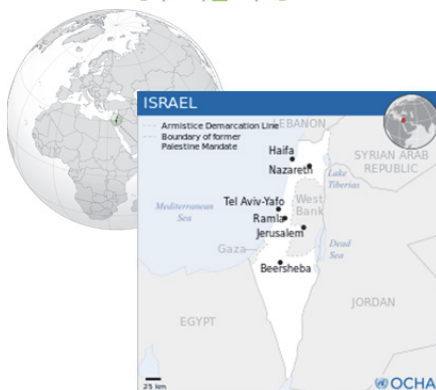 ISRAEL
Armistice Demarcation Line
Boundary of former
Palestine Mandate
LEBANON
Haifa
SYRIAN ARAB
REPUBLIC
Nazareth
Lake
Tiberias
Mediterranean
Sea
Tel Aviv-Yafo
West
Bank
Ramla
Jerusalem
Gaza
Dead
Sea
Beersheba
JORDAN
EGYPT
25 km
OCHA